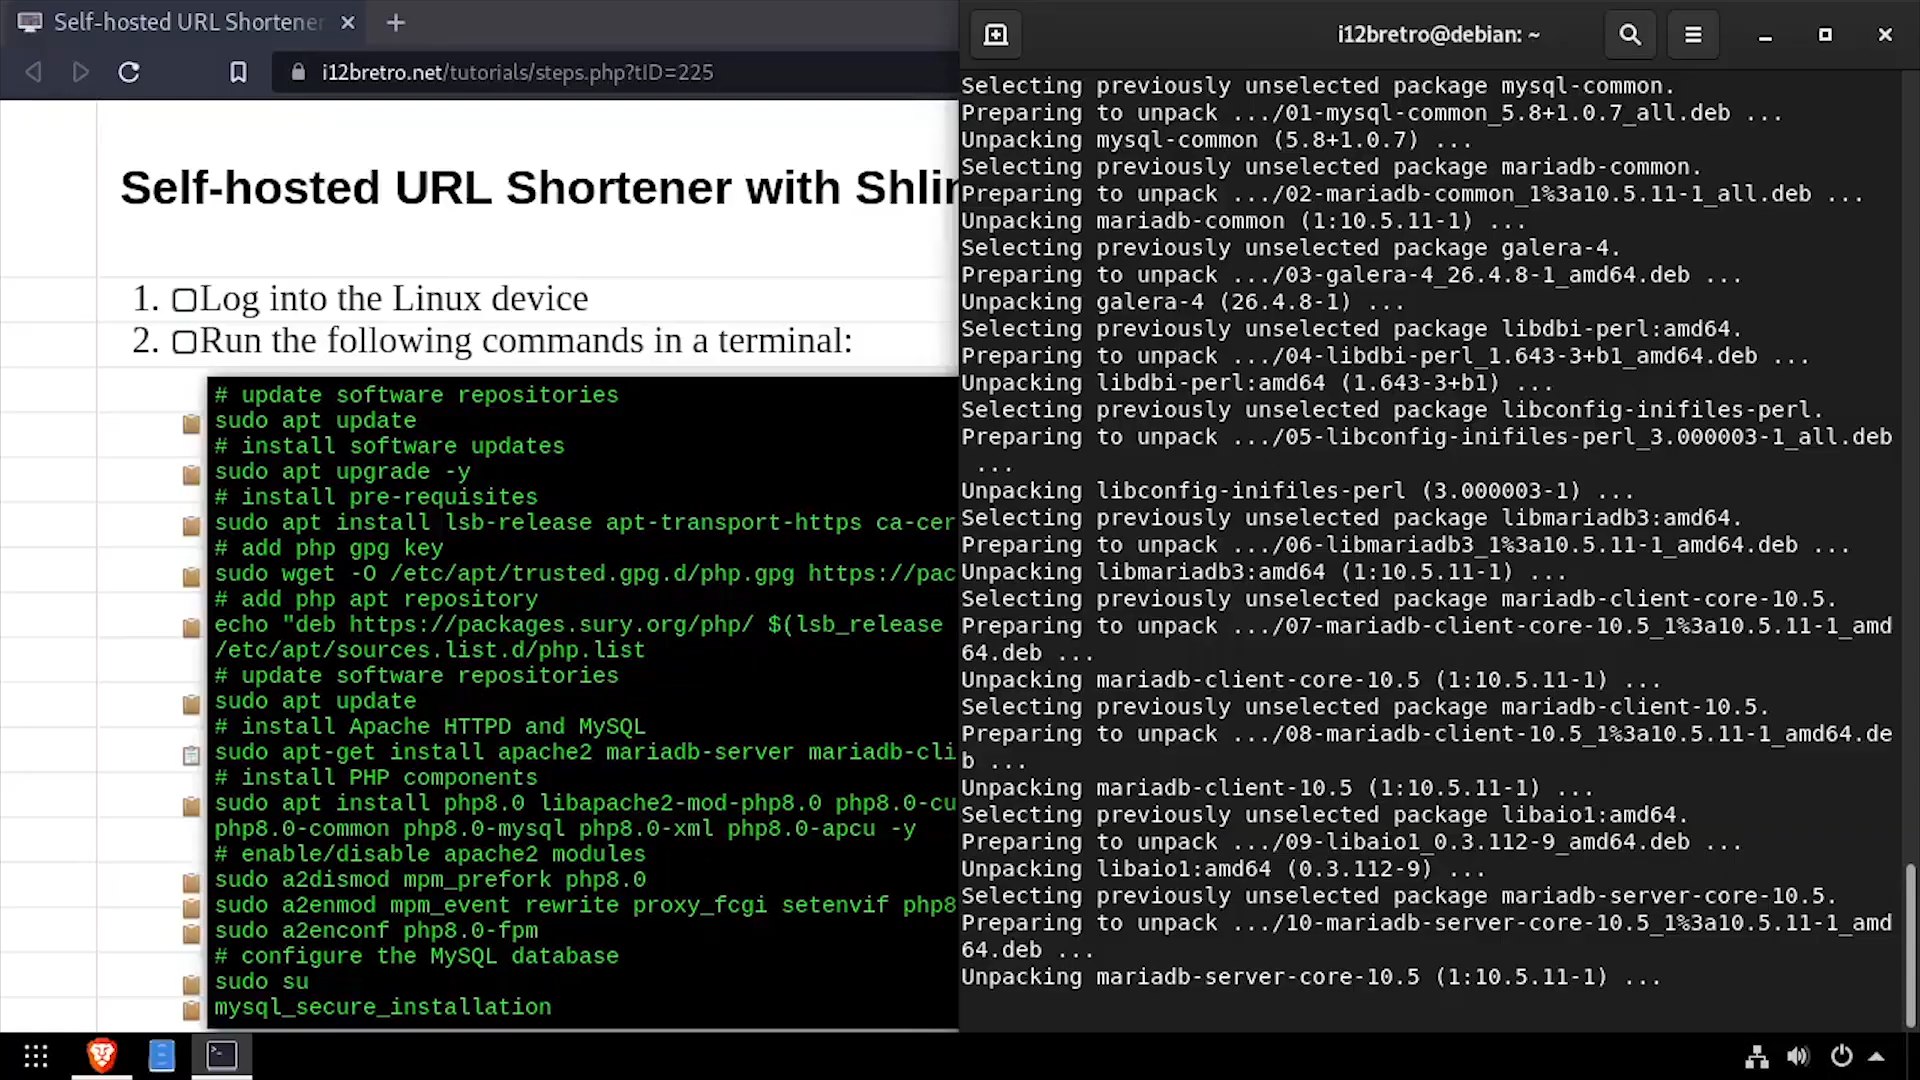 Self-hosted URL Shortener
i12bretro.net/tutorials/steps.php?tID=225
Self-hosted URL Shortener with Shlin
1. Log into the Linux device
2. Run the following commands in a terminal:
# update software repositories
sudo apt update
# install software updates
sudo apt upgrade -y
# install pre-requisites
sudo apt install lsb-release apt-transport-https ca-cer
# add php gpg key
sudo wget -O /etc/apt/trusted.gpg.d/php.gpg https://pac
# add php apt repository
echo "deb https://packages.sury.org/php/ $(lsb_release
/etc/apt/sources.list.d/php.list
# update software repositories
sudo apt update
# install Apache HTTPD and MySQL
sudo apt-get install apache2 mariadb-server mariadb-cli
# install PHP components
sudo apt install php8.0 libapache2-mod-php8.0 php8.0-cu
php8.0-common php8.0-mysql php8.0-xml php8.0-apcu -y
# enable/disable apache2 modules
sudo a2dismod mpm_prefork php8.0
sudo a2enmod mpm_event rewrite proxy_fcgi setenvif php8
sudo a2enconf php8.0-fpm
# configure the MySQL database
sudo su
mysql_secure_installation
i12bretro@debian: ~
Selecting previously unselected package mysql-common.
Preparing to unpack .../01-mysql-common_5.8+1.0.7_all.deb ...
Unpacking mysql-common (5.8+1.0.7) ...
Selecting previously unselected package mariadb-common.
Preparing to unpack .../02-mariadb-common_1%3a10.5.11-1_all.deb ...
Unpacking mariadb-common (1:10.5.11-1) ...
Selecting previously unselected package galera-4.
Preparing to unpack .../03-galera-4_26.4.8-1_amd64.deb ...
Unpacking galera-4 (26.4.8-1) ...
Selecting previously unselected package libdbi-perl:amd64.
Preparing to unpack .../04-libdbi-perl_1.643-3+b1_amd64.deb ...
Unpacking libdbi-perl:amd64 (1.643-3+b1) ...
Selecting previously unselected package libconfig-inifiles-perl.
Preparing to unpack .../05-libconfig-inifiles-perl_3.000003-1_all.deb
...
Unpacking libconfig-inifiles-perl (3.000003-1) ...
Selecting previously unselected package libmariadb3:amd64.
Preparing to unpack .../06-libmariadb3_1%3a10.5.11-1_amd64.deb ...
Unpacking libmariadb3:amd64 (1:10.5.11-1) ...
Selecting previously unselected package mariadb-client-core-10.5.
Preparing to unpack .../07-mariadb-client-core-10.5_1%3a10.5.11-1_amd
64.deb ...
Unpacking mariadb-client-core-10.5 (1:10.5.11-1) ...
Selecting previously unselected package mariadb-client-10.5.
Preparing to unpack .../08-mariadb-client-10.5_1%3a10.5.11-1_amd64.de
b ...
Unpacking mariadb-client-10.5 (1:10.5.11-1) ...
Selecting previously unselected package libaio1:amd64.
Preparing to unpack .../09-libaio1_0.3.112-9_amd64.deb ...
Unpacking libaio1:amd64 (0.3.112-9) ...
Selecting previously unselected package mariadb-server-core-10.5.
Preparing to unpack .../10-mariadb-server-core-10.5_1%3a10.5.11-1_amd
64.deb ...
Unpacking mariadb-server-core-10.5 (1:10.5.11-1) ...